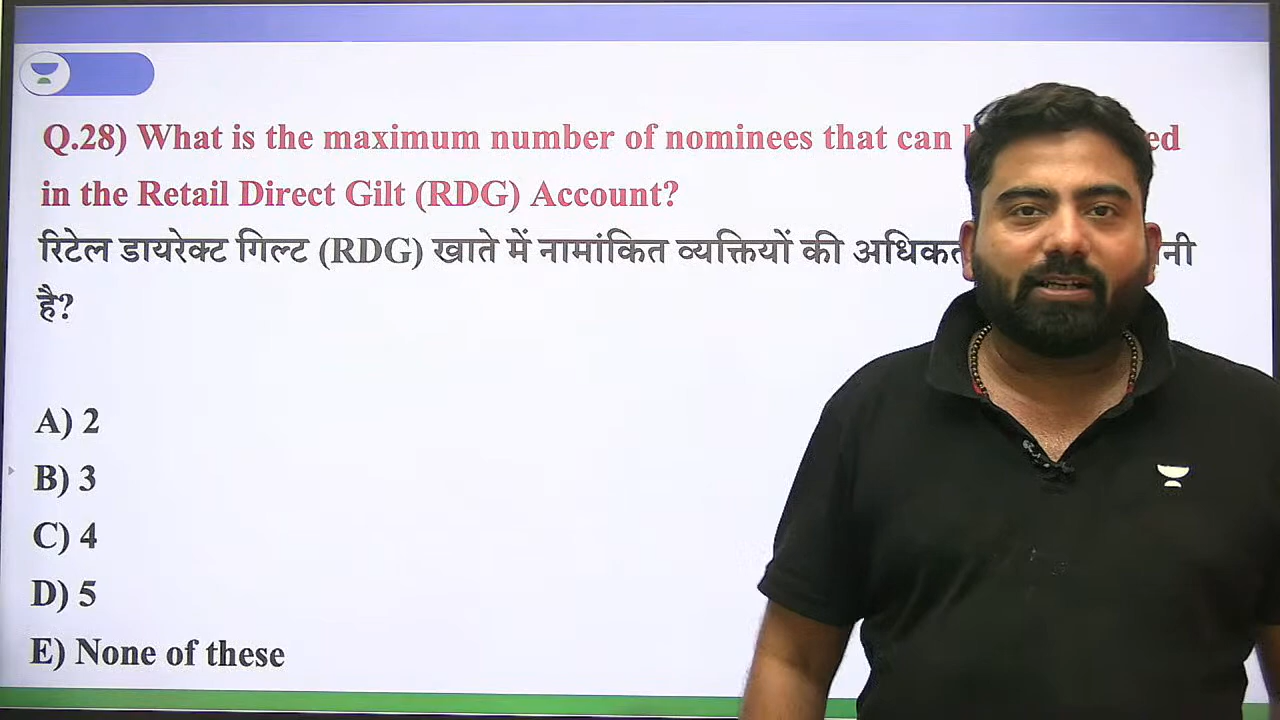 Q.28) What is the maximum number of nominees that can
in the Retail Direct Gilt (RDG) Account?
रिटेल डायरेक्ट गिल्ट (RDG) खाते में नामांकित व्यक्तियों की
है?
A) 2
B) 3
C) 4
D) 5
E) None of these